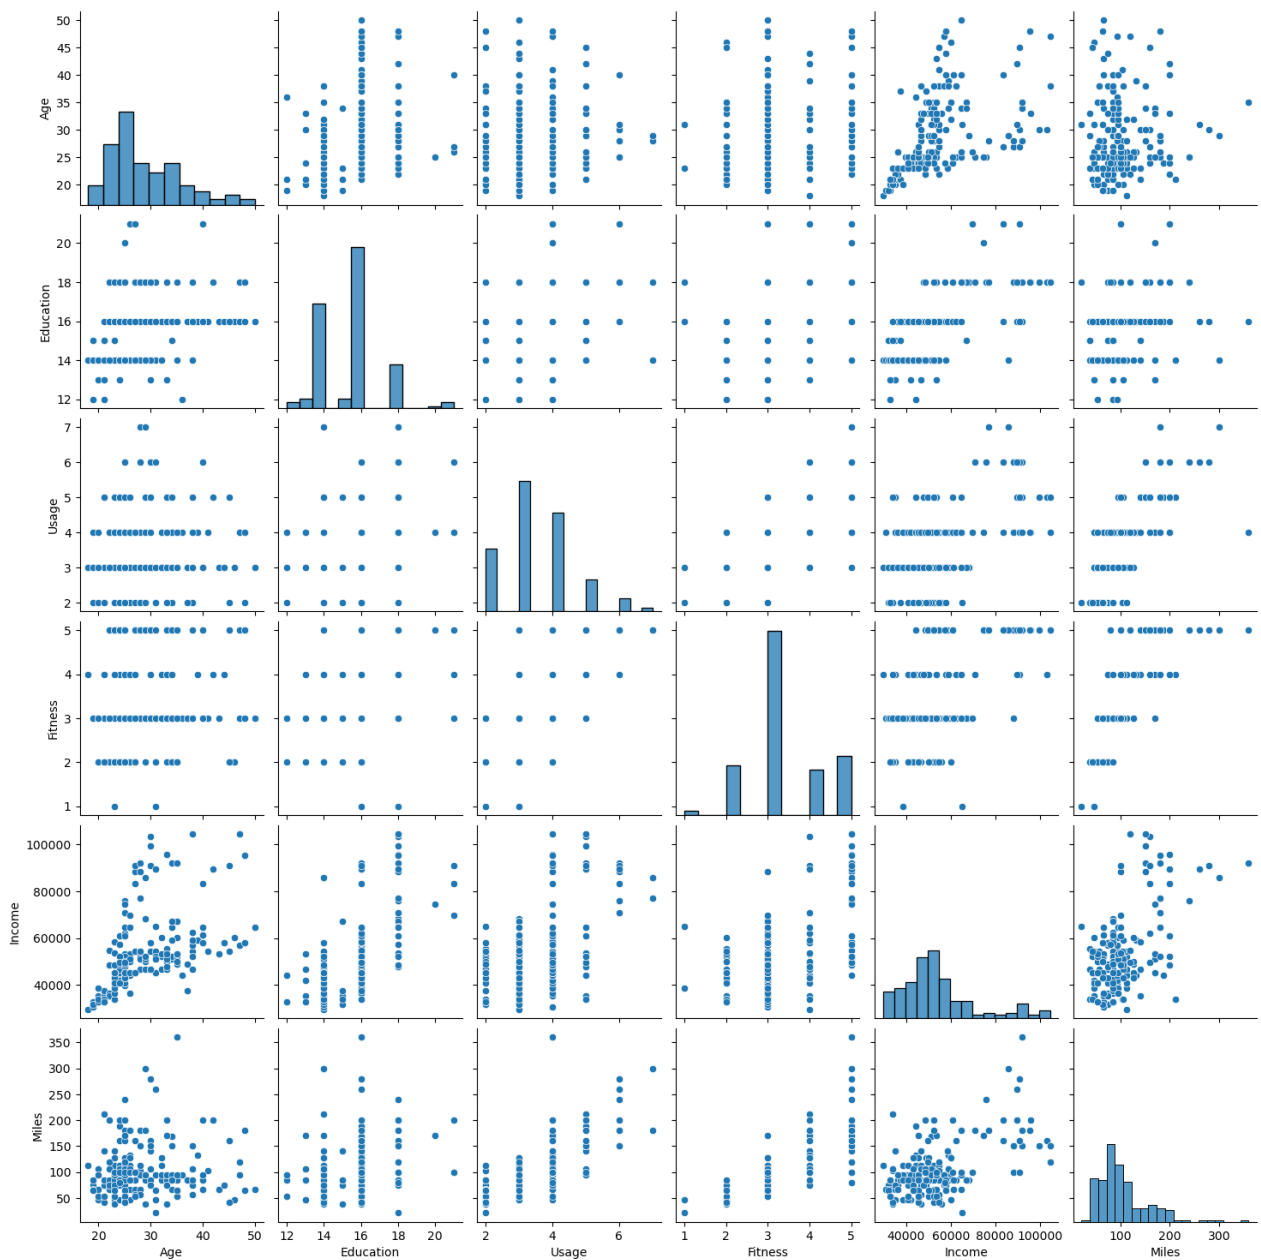 50
45
40
35
30
25
20
Age
20
18
16
14
12
Education
7
6
5
4
3
2
Usage
5
4
3
2
1
Fitness
100000
80000
60000
40000
Income
350
300
250
200
150
100
50
Miles
20 30 40 50
12 14 16 18 20
2 4 6
1 2 3 4 5
40000 60000 80000 100000
100 200 300
Age Education Usage Fitness Income Miles